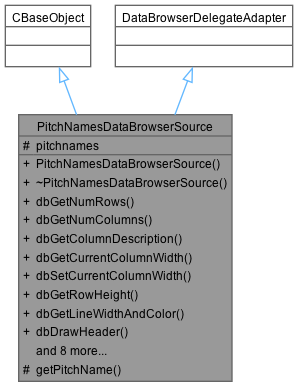 CBaseObject
DataBrowserDelegateAdapter
PitchNamesDataBrowserSource
# pitchnames
+ PitchNamesDataBrowserSource()
+ ~PitchNamesDataBrowserSource()
+ dbGetNumRows()
+ dbGetNumColumns()
+ dbGetColumnDescription()
+ dbGetCurrentColumnWidth()
+ dbSetCurrentColumnWidth()
+ dbGetRowHeight()
+ dbGetLineWidthAndColor()
+ dbDrawHeader()
and 8 more...
# getPitchName()